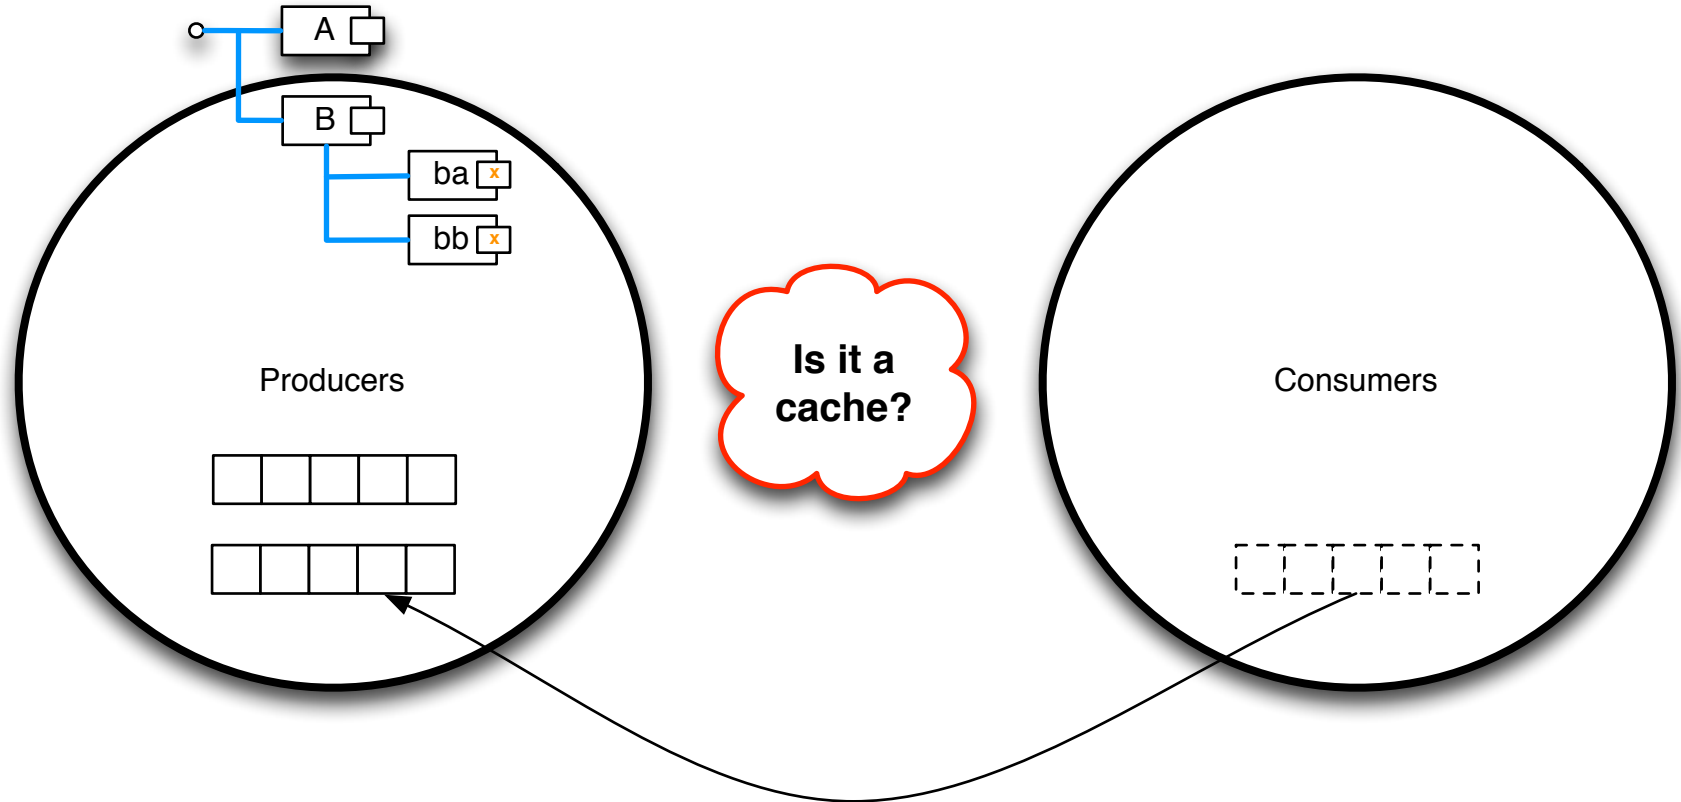 A
B
ba x
bb x
Is it a
cache?
Producers
Consumers